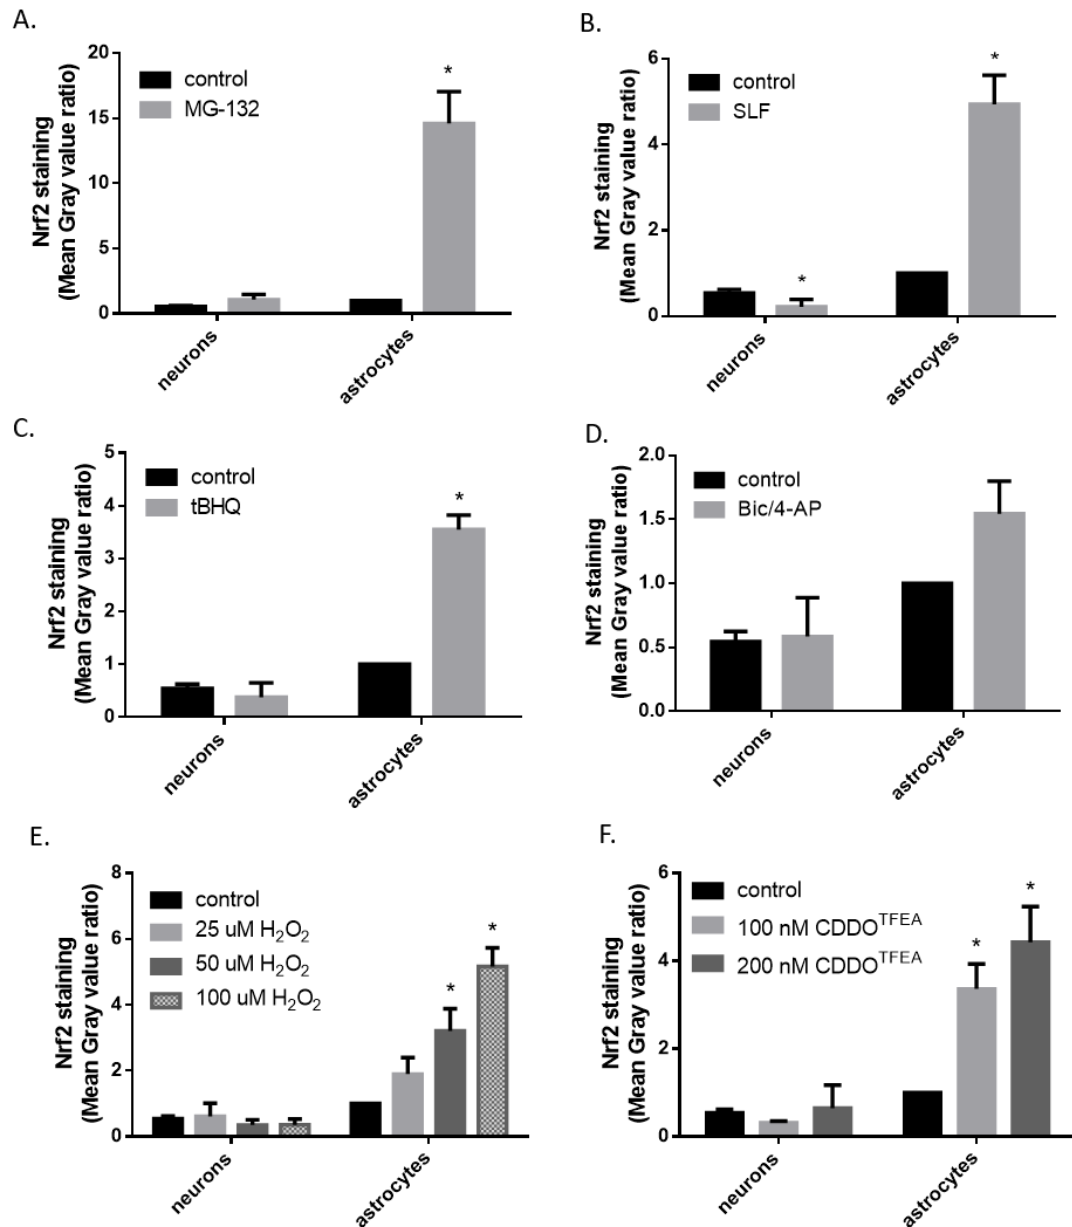 A.
Nrf2 staining
(Mean Gray value ratio)
20
15
10
5
0
control
MG-132
*
neurons
astrocytes
B.
Nrf2 staining
(Mean Gray value ratio)
6
4
2
0
control
SLF
*
*
neurons
astrocytes
C.
Nrf2 staining
(Mean Gray value ratio)
5
4
3
2
1
0
control
tBHQ
*
neurons
astrocytes
D.
Nrf2 staining
(Mean Gray value ratio)
2.0
1.5
1.0
0.5
0.0
control
Bic/4-AP
neurons
astrocytes
E.
Nrf2 staining
(Mean Gray value ratio)
8
6
4
2
0
control
25 uM H₂O₂
50 uM H₂O₂
100 uM H₂O₂
*
*
neurons
astrocytes
F.
Nrf2 staining
(Mean Gray value ratio)
6
4
2
0
control
100 nM CDDO^TFEA
200 nM CDDO^TFEA
*
*
neurons
astrocytes